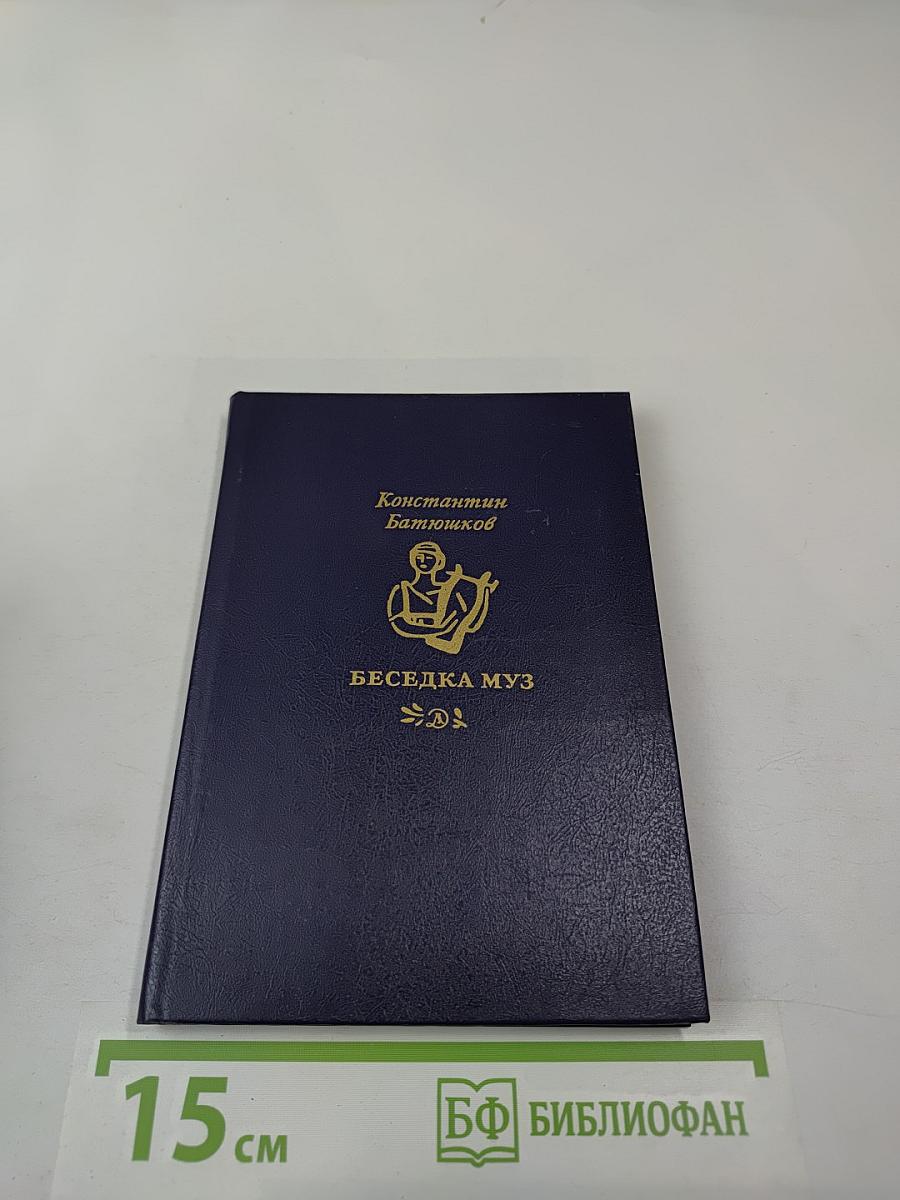 Константин
Батюшков
БЕСЕДКА МУЗ
Д
15 см
БФ БИБЛИОФАН